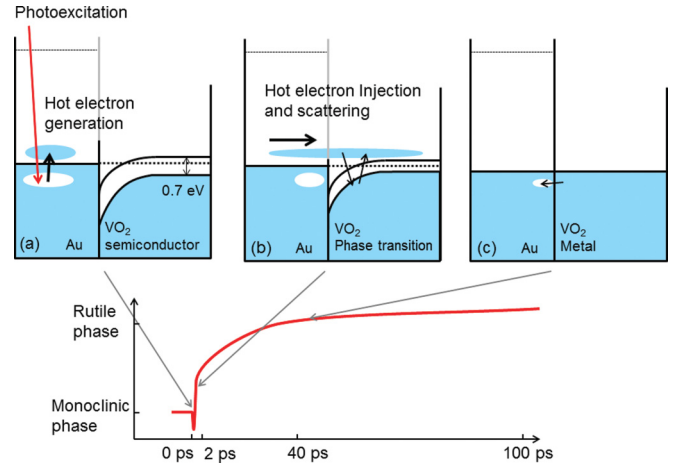 Photoexcitation
Hot electron
generation
0.7 eV
(a)
Au
VO₂
semiconductor
Hot electron Injection
and scattering
(b)
Au
VO₂
Phase transition
(c)
Au
VO₂
Metal
Rutile
phase
Monoclinic
phase
0 ps 2 ps 40 ps 100 ps